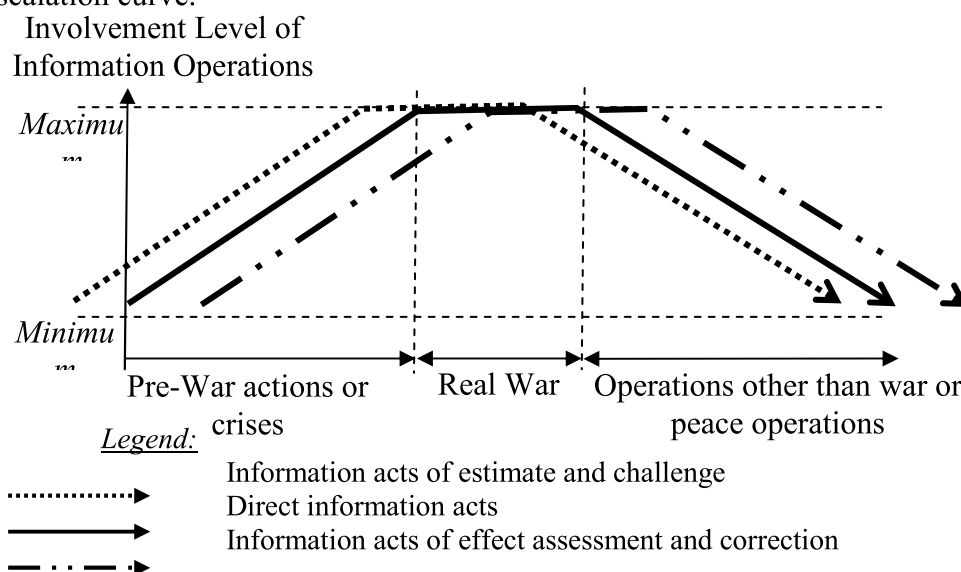 scalation curve.
Involvement Level of
Information Operations
Maximu
m
Minimu
m
Pre-War actions or
crises
Real War
Operations other than war or
peace operations
Legend:
Information acts of estimate and challenge
Direct information acts
Information acts of effect assessment and correction